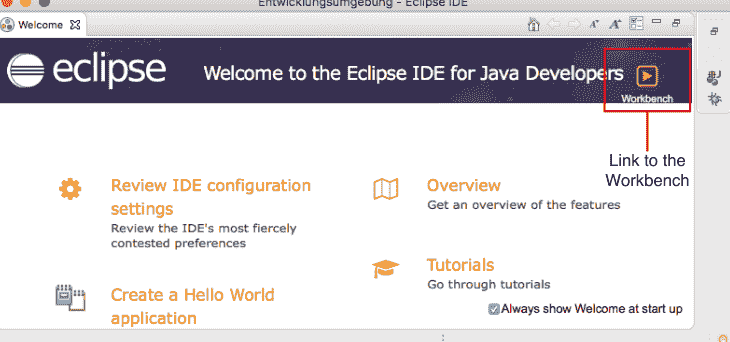 Entwicklungsumgebung - Eclipse IDE
Welcome
eclipse
Welcome to the Eclipse IDE for Java Developers
Workbench
Link to the
Workbench
Review IDE configuration
settings
Review the IDE's most fiercely
contested preferences
Overview
Get an overview of the features
Tutorials
Go through tutorials
Create a Hello World
application
Always show Welcome at start up